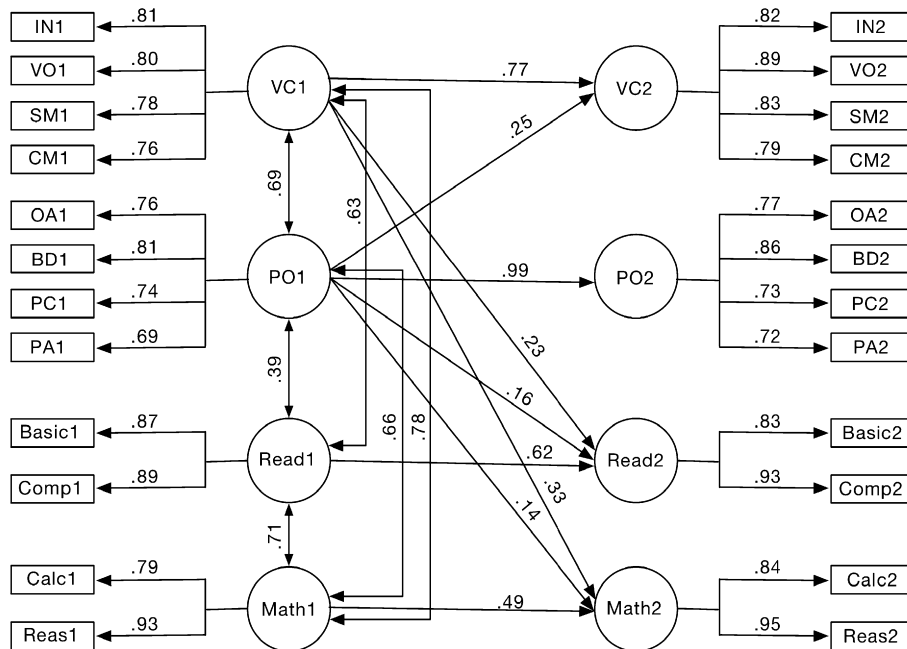 IN1 .81 .82 IN2
VO1 .80 VC1 .77 VC2 .89 VO2
SM1 .78 .83 SM2
CM1 .76 .25 .79 CM2
.69 .63
OA1 .76 .77 OA2
BD1 .81 PO1 .99 PO2 .86 BD2
PC1 .74 .73 PC2
PA1 .69 .23 .72 PA2
.39 .16
.66 .78
Basic1 .87 .83 Basic2
Read1 .62 Read2
Comp1 .89 .33 .93 Comp2
.71 .14
Calc1 .79 .84 Calc2
Math1 .49 Math2
Reas1 .93 .95 Reas2